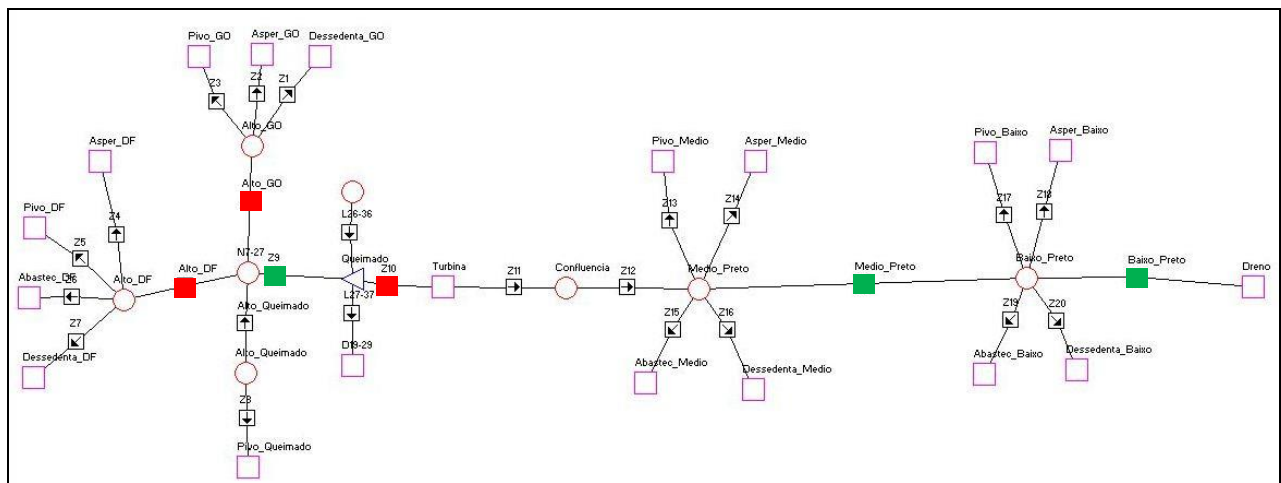 Pivo_GO
Asper_GO
Dessedenta_GO
Z3
Z2
Z1
Alto_GO
Alto_GO
Asper_DF
Pivo_DF
Z4
Z5
Abastec_DF
Z6
Alto_DF
Alto_DF
Z7
Dessedenta_DF
N7-27
Z9
Alto_Queimado
Alto_Queimado
Z8
Pivo_Queimado
L26-36
Queimado
L27-37
D19-29
Z10
Turbina
Z11
Confluencia
Z12
Pivo_Medio
Asper_Medio
Z13
Z14
Medio_Preto
Z15
Z16
Abastec_Medio
Dessedenta_Medio
Medio_Preto
Pivo_Baixo
Asper_Baixo
Z17
Z18
Baixo_Preto
Baixo_Preto
Z19
Z20
Abastec_Baixo
Dessedenta_Baixo
Dreno